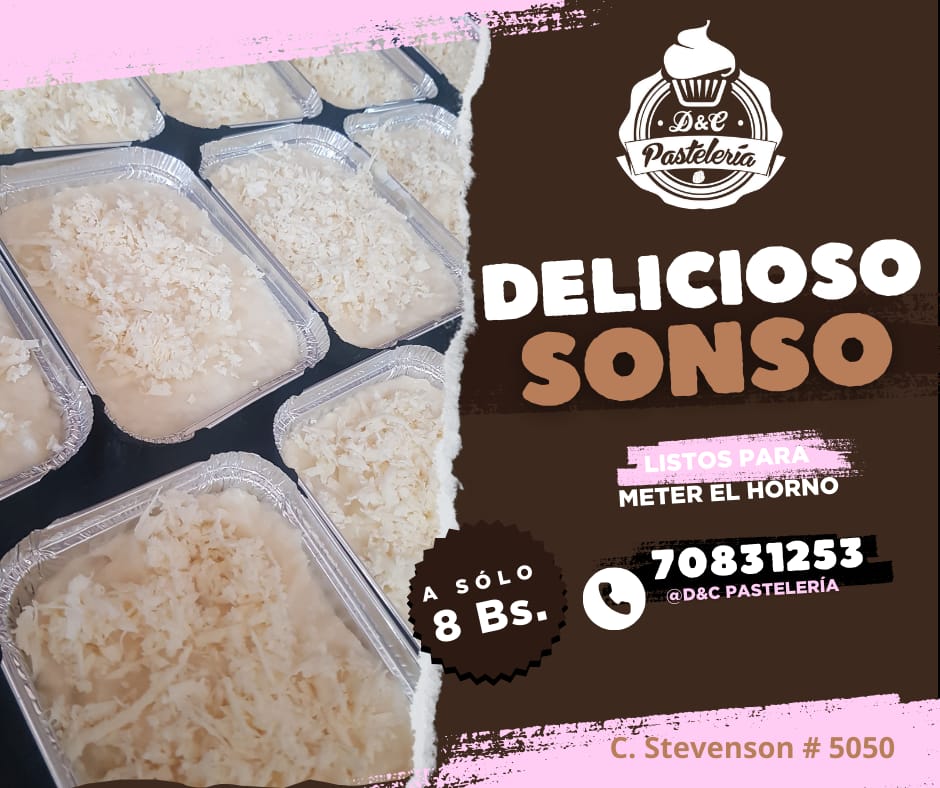 D&C
Pastelería
DELICIOSO
SONSO
LISTOS PARA
METER EL HORNO
70831253
@D&C PASTELERÍA
A SÓLO
8 Bs.
C. Stevenson # 5050